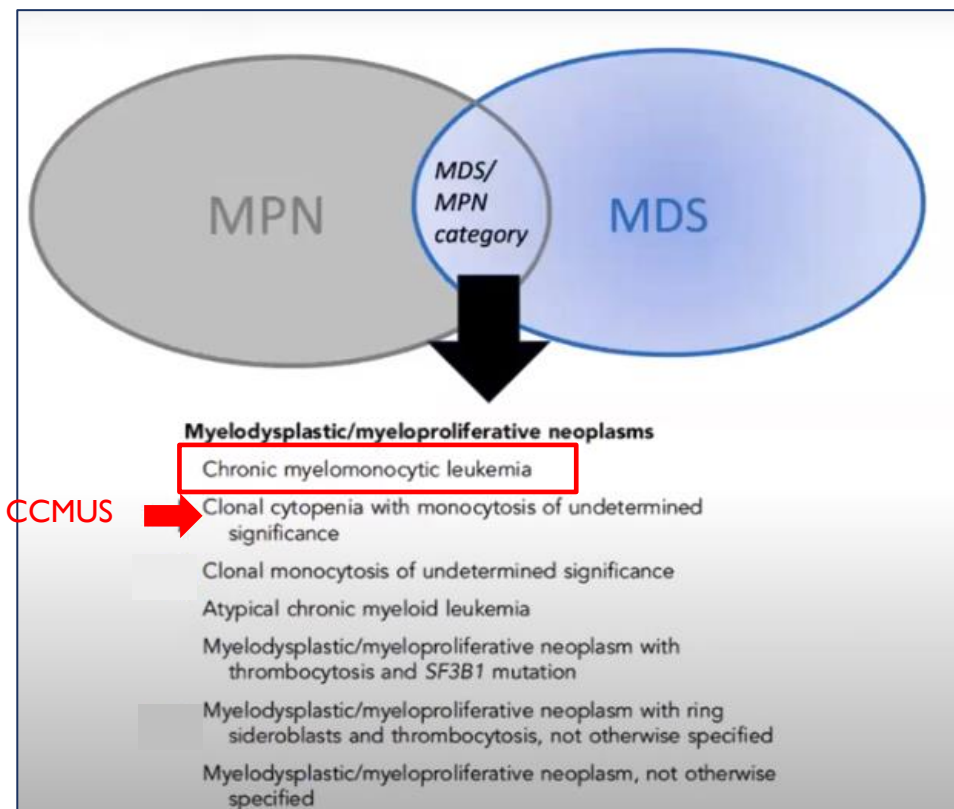 MPN
MDS/
MPN
category
MDS
Myelodysplastic/myeloproliferative neoplasms
Chronic myelomonocytic leukemia
CCMUS
Clonal cytopenia with monocytosis of undetermined
significance
Clonal monocytosis of undetermined significance
Atypical chronic myeloid leukemia
Myelodysplastic/myeloproliferative neoplasm with
thrombocytosis and SF3B1 mutation
Myelodysplastic/myeloproliferative neoplasm with ring
sideroblasts and thrombocytosis, not otherwise specified
Myelodysplastic/myeloproliferative neoplasm, not otherwise
specified